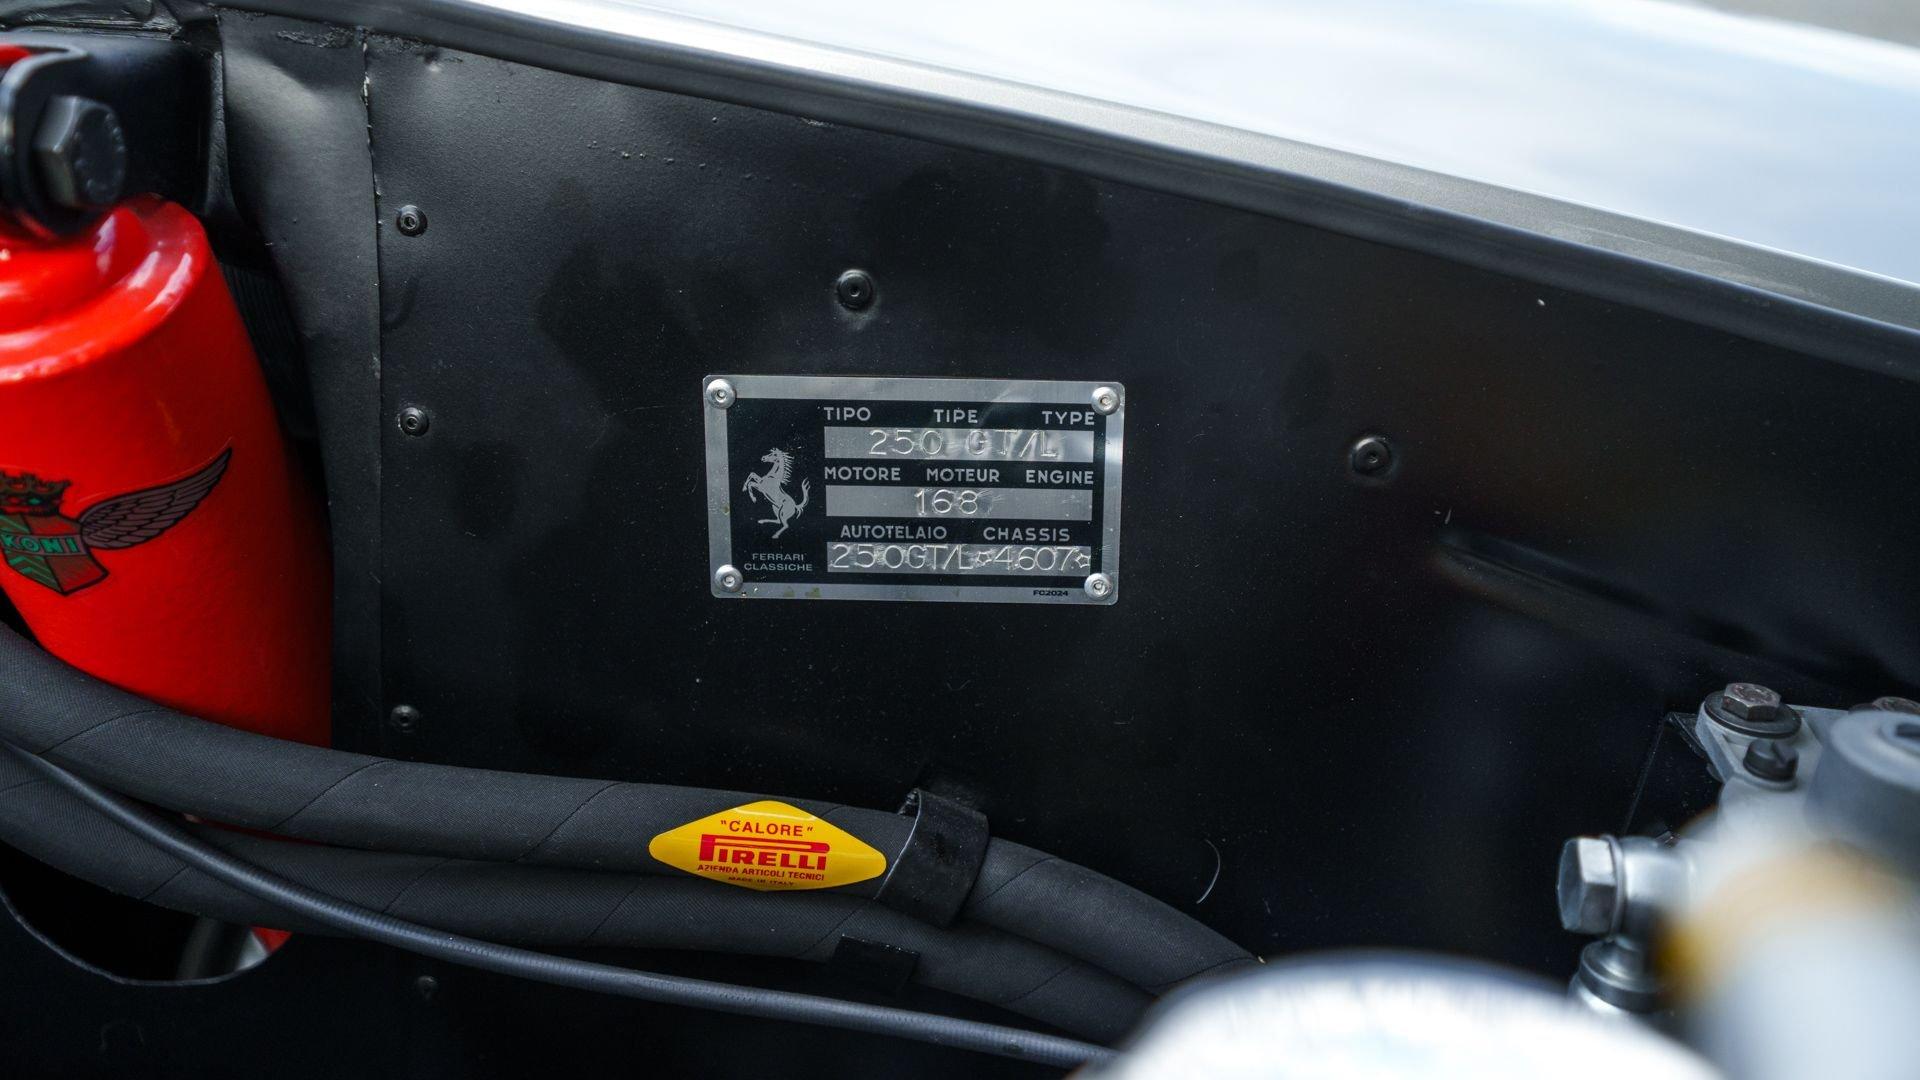 TIPO TIPE TYPE
250 GT/L
MOTORE MOTEUR ENGINE
168
AUTOTELAIO CHASSIS
250GT/L☆4607☆
FERRARI
CLASSICHE
FC2024
KONI
"CALORE"
PIRELLI
AZIENDA ARTICOLI TECNICI
MADE IN ITALY